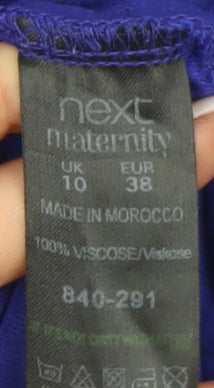 next
maternity
UK EUR
10 38
MADE IN MOROCCO
100% VISCOSE/Viskose
840-291